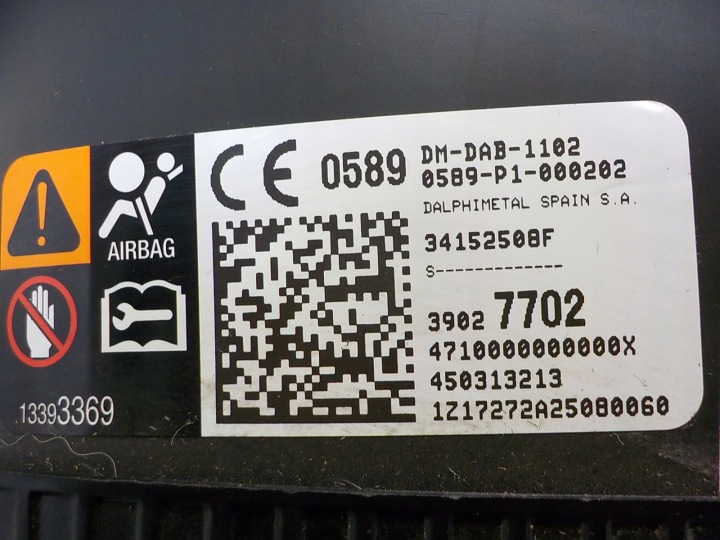 AIRBAG
.13393369
CE 0589
DM-DAB-1102
0589-P1-000202
DALPHIMETAL SPAIN S.A.
34152508F
S-------------
3902 7702
4710000000000X
450313213
1Z17272A25080060